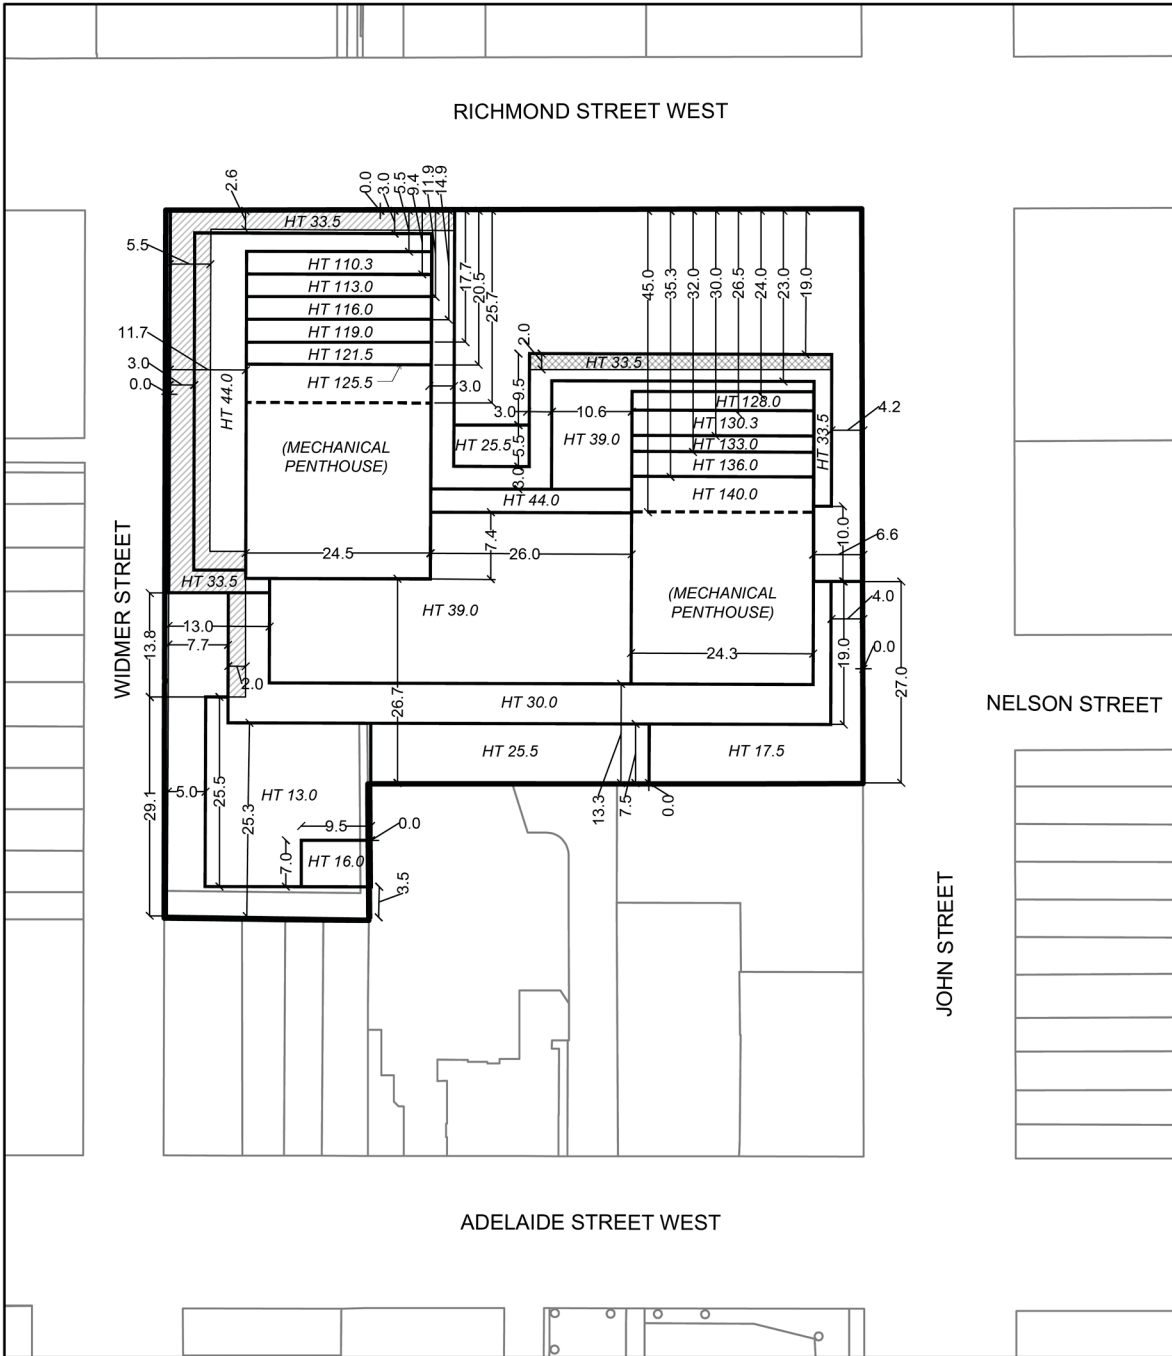 RICHMOND STREET WEST
2.6
0.0
3.0
5.5
9.4
11.9
14.9
HT 33.5
5.5
HT 110.3
HT 113.0
HT 116.0
HT 119.0
HT 121.5
HT 125.5
17.7
20.5
25.7
45.0
35.3
32.0
30.0
26.5
24.0
23.0
19.0
11.7
3.0
0.0
HT 44.0
3.0
2.0
HT 33.5
9.5
3.0
10.6
HT 128.0
HT 130.3
HT 133.0
HT 136.0
HT 140.0
HT 33.5
4.2
(MECHANICAL
PENTHOUSE)
HT 25.5
5.5
3.0
HT 39.0
HT 44.0
7.4
10.0
6.6
24.5
26.0
HT 33.5
HT 39.0
(MECHANICAL
PENTHOUSE)
4.0
WIDMER STREET
13.8
13.0
7.7
2.0
24.3
19.0
0.0
27.0
26.7
HT 30.0
NELSON STREET
HT 25.5
HT 17.5
29.1
5.0
25.5
25.3
HT 13.0
13.3
7.5
0.0
9.5
0.0
7.0
HT 16.0
3.5
JOHN STREET
ADELAIDE STREET WEST